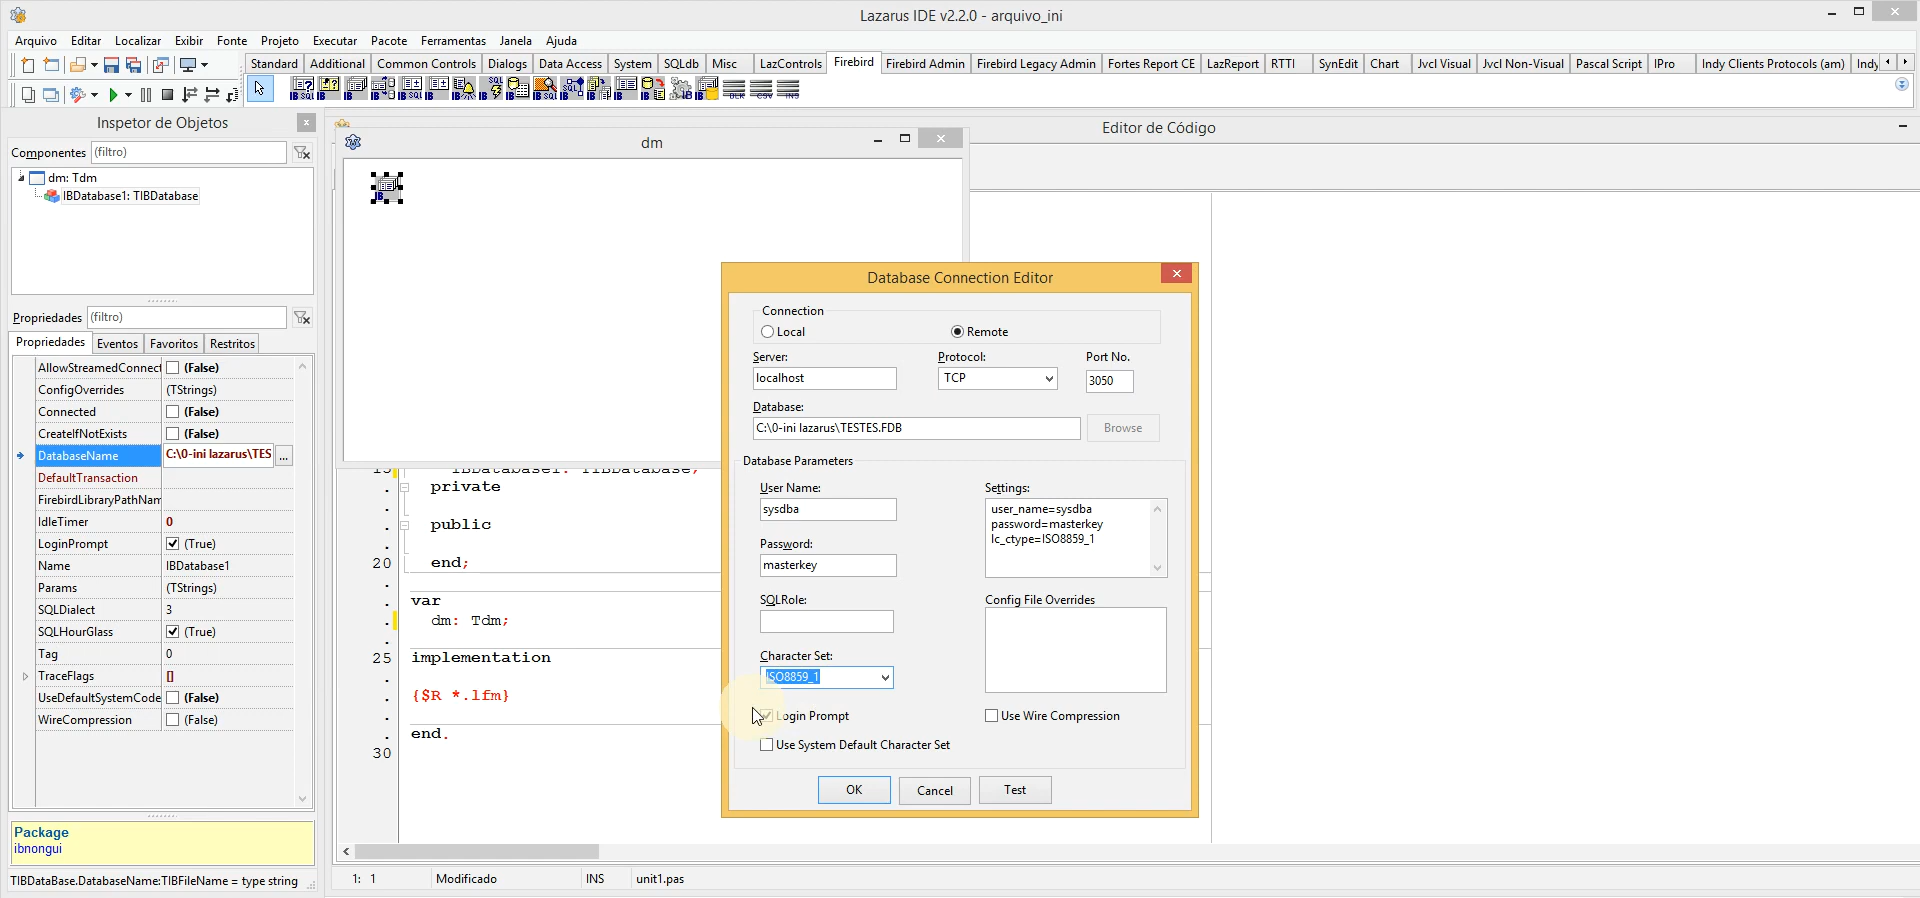 Lazarus IDE v2.2.0 - arquivo_ini
Arquivo Editar Localizar Exibir Fonte Projeto Executar Pacote Ferramentas Janela Ajuda
Standard Additional Common Controls Dialogs Data Access System SQLdb Misc LazControls Firebird Firebird Admin Firebird Legacy Admin Fortes Report CE LazReport RTTI SynEdit Chart Jvcl Visual Jvcl Non-Visual Pascal Script IPro Indy Clients Protocols (am) Indy
Inspetor de Objetos
Componentes (filtro)
dm: Tdm
IBDatabase1: TIBDatabase
Propriedades (filtro)
Propriedades Eventos Favoritos Restritos
AllowStreamedConnect (False)
ConfigOverrides (TStrings)
Connected (False)
CreateIfNotExists (False)
DatabaseName C:\0-ini lazarus\TES ...
DefaultTransaction
FirebirdLibraryPathNam
IdleTimer 0
LoginPrompt (True)
Name IBDatabase1
Params (TStrings)
SQLDialect 3
SQLHourGlass (True)
Tag 0
TraceFlags []
UseDefaultSystemCode (False)
WireCompression (False)
Package
ibnongui
TIBDataBase.DatabaseName:TIBFileName = type string
dm
Editor de Código
private
public
20 end;
var
dm: Tdm;
25 implementation
{$R *.lfm}
end.
30
1: 1 Modificado INS unit1.pas
Database Connection Editor
Connection
Local Remote
Server: Protocol: Port No.
localhost TCP 3050
Database:
C:\0-ini lazarus\TESTES.FDB Browse
Database Parameters
User Name: Settings:
sysdba
user_name=sysdba
password=masterkey
lc_ctype=ISO8859_1
Password:
masterkey
SQLRole: Config File Overrides
Character Set:
ISO8859_1
Login Prompt Use Wire Compression
Use System Default Character Set
OK Cancel Test